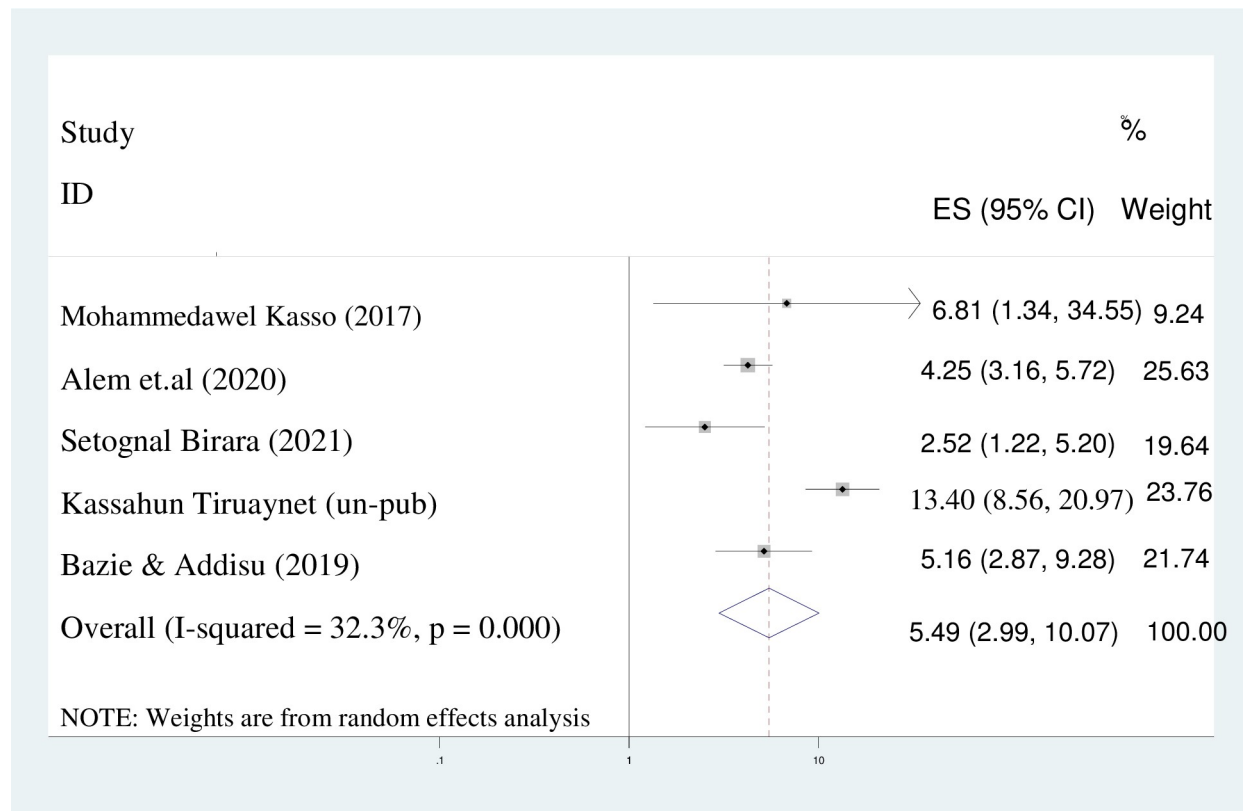 Study %
ID
ES (95% CI) Weight
Mohammedawel Kasso (2017) 6.81 (1.34, 34.55) 9.24
Alem et.al (2020) 4.25 (3.16, 5.72) 25.63
Setognal Birara (2021) 2.52 (1.22, 5.20) 19.64
Kassahun Tiruaynet (un-pub) 13.40 (8.56, 20.97) 23.76
Bazie & Addisu (2019) 5.16 (2.87, 9.28) 21.74
Overall (I-squared = 32.3%, p = 0.000) 5.49 (2.99, 10.07) 100.00
NOTE: Weights are from random effects analysis
.1 1 10